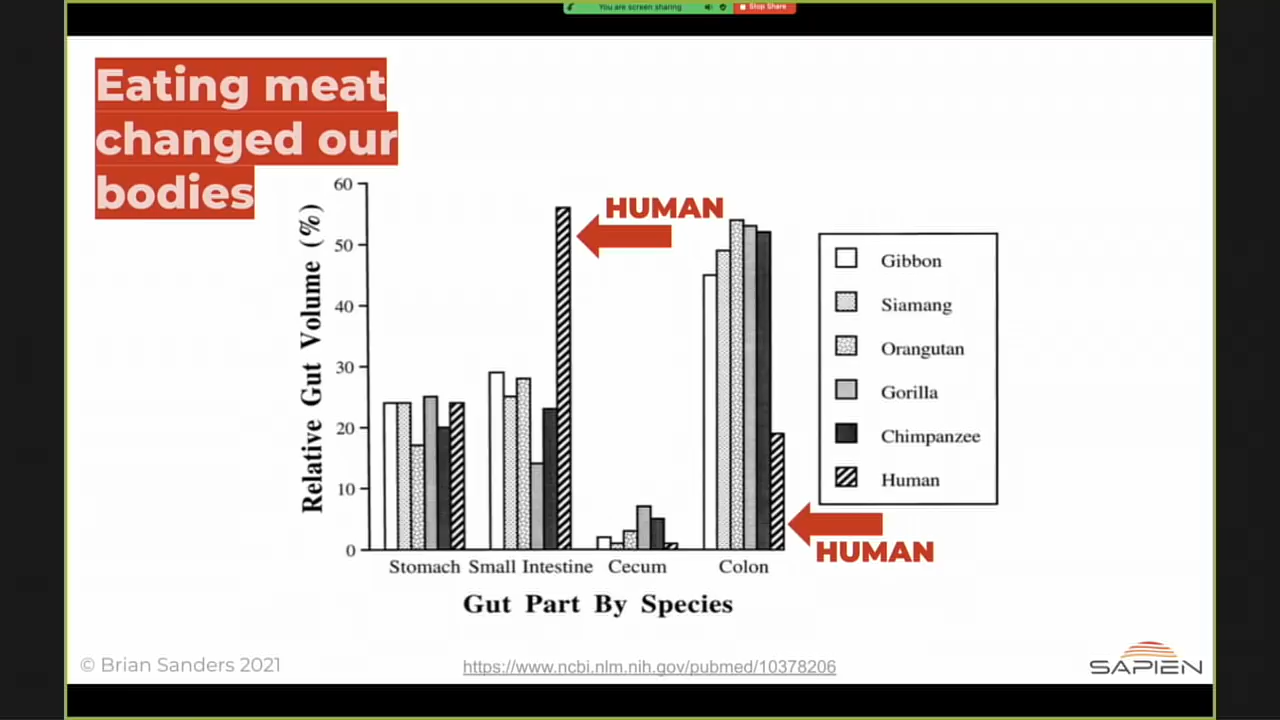 You are screen sharing
Stop Share
Eating meat
changed our
bodies
60
50
40
30
20
10
0
Relative Gut Volume (%)
HUMAN
Gibbon
Siamang
Orangutan
Gorilla
Chimpanzee
Human
HUMAN
Stomach Small Intestine Cecum Colon
Gut Part By Species
© Brian Sanders 2021
https://www.ncbi.nlm.nih.gov/pubmed/10378206
SAPIEN